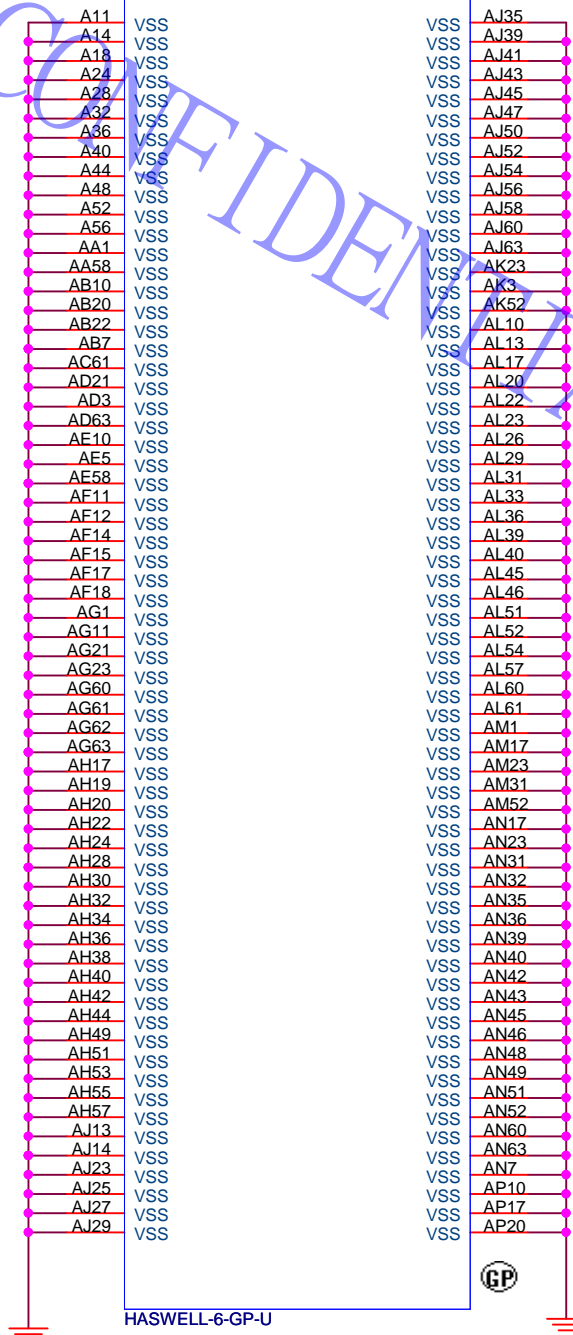 A11 VSS VSS AJ35
A14 VSS VSS AJ39
A18 VSS VSS AJ41
A24 VSS VSS AJ43
A28 VSS VSS AJ45
A32 VSS VSS AJ47
A36 VSS VSS AJ50
A40 VSS VSS AJ52
A44 VSS VSS AJ54
A48 VSS VSS AJ56
A52 VSS VSS AJ58
A56 VSS VSS AJ60
AA1 VSS VSS AJ63
AA58 VSS VSS AK23
AB10 VSS VSS AK3
AB20 VSS VSS AK52
AB22 VSS VSS AL10
AB7 VSS VSS AL13
AC61 VSS VSS AL17
AD21 VSS VSS AL20
AD3 VSS VSS AL22
AD63 VSS VSS AL23
AE10 VSS VSS AL26
AE5 VSS VSS AL29
AE58 VSS VSS AL31
AF11 VSS VSS AL33
AF12 VSS VSS AL36
AF14 VSS VSS AL39
AF15 VSS VSS AL40
AF17 VSS VSS AL45
AF18 VSS VSS AL46
AG1 VSS VSS AL51
AG11 VSS VSS AL52
AG21 VSS VSS AL54
AG23 VSS VSS AL57
AG60 VSS VSS AL60
AG61 VSS VSS AL61
AG62 VSS VSS AM1
AG63 VSS VSS AM17
AH17 VSS VSS AM23
AH19 VSS VSS AM31
AH20 VSS VSS AM52
AH22 VSS VSS AN17
AH24 VSS VSS AN23
AH28 VSS VSS AN31
AH30 VSS VSS AN32
AH32 VSS VSS AN35
AH34 VSS VSS AN36
AH36 VSS VSS AN39
AH38 VSS VSS AN40
AH40 VSS VSS AN42
AH42 VSS VSS AN43
AH44 VSS VSS AN45
AH49 VSS VSS AN46
AH51 VSS VSS AN48
AH53 VSS VSS AN49
AH55 VSS VSS AN51
AH57 VSS VSS AN52
AJ13 VSS VSS AN60
AJ14 VSS VSS AN63
AJ23 VSS VSS AN7
AJ25 VSS VSS AP10
AJ27 VSS VSS AP17
AJ29 VSS VSS AP20
GP
HASWELL-6-GP-U
CONFIDENTIA